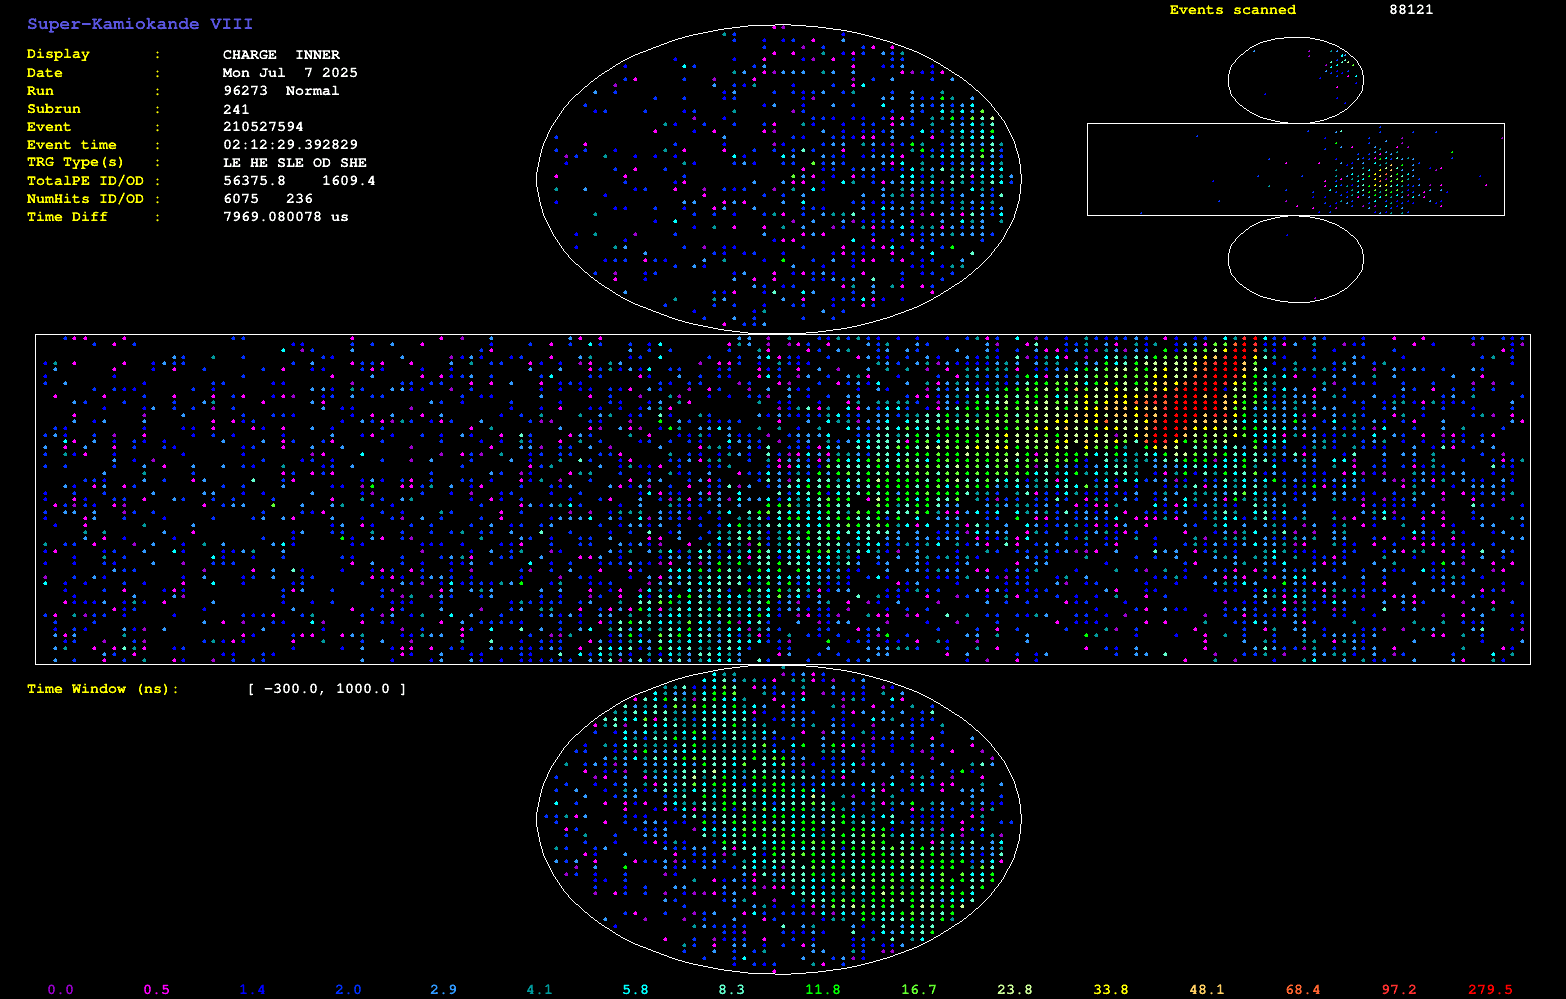 Super-Kamiokande VIII
Events scanned 88121
Display : CHARGE INNER
Date : Mon Jul 7 2025
Run : 96273 Normal
Subrun : 241
Event : 210527594
Event time : 02:12:29.392829
TRG Type(s) : LE HE SLE OD SHE
TotalPE ID/OD : 56375.8 1609.4
NumHits ID/OD : 6075 236
Time Diff : 7969.080078 us
Time Window (ns): [ -300.0, 1000.0 ]
0.0 0.5 1.4 2.0 2.9 4.1 5.8 8.3 11.8 16.7 23.8 33.8 48.1 68.4 97.2 279.5